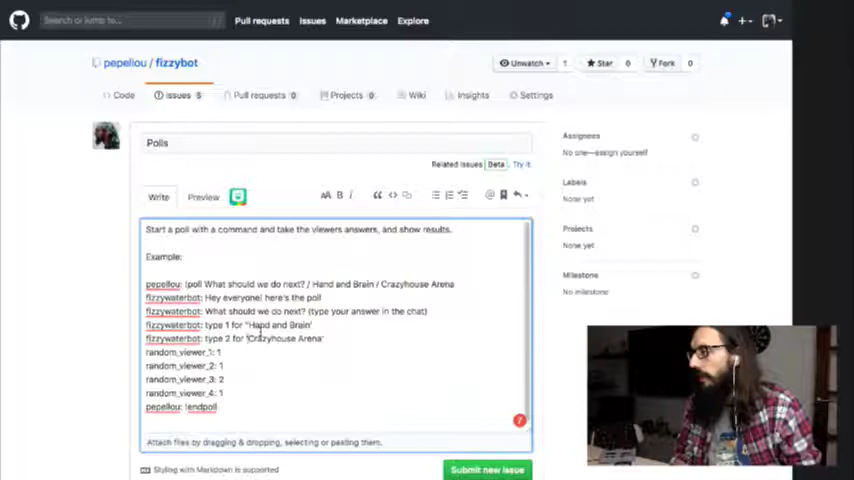 Search or jump to...
/
Pull requests
Issues
Marketplace
Explore
pepellou / fizzybot
Unwatch
1
Star
0
Fork
0
Code
Issues 5
Pull requests 0
Projects 0
Wiki
Insights
Settings
Polls
Related Issues Beta Try it
Write
Preview
AA B i
Start a poll with a command and take the viewers answers, and show results.
Example:
pepellou: !poll What should we do next? / Hand and Brain / Crazyhouse Arena
fizzywaterbot: Hey everyone! here's the poll
fizzywaterbot: What should we do next? (type your answer in the chat)
fizzywaterbot: type 1 for "Hand and Brain'
fizzywaterbot: type 2 for 'Crazyhouse Arena'
random_viewer_1: 1
random_viewer_2: 1
random_viewer_3: 2
random_viewer_4: 1
pepellou: !endpoll
7
Attach files by dragging & dropping, selecting or pasting them.
Styling with Markdown is supported
Submit new issue
Assignees
No one—assign yourself
Labels
None yet
Projects
None yet
Milestone
No milestone